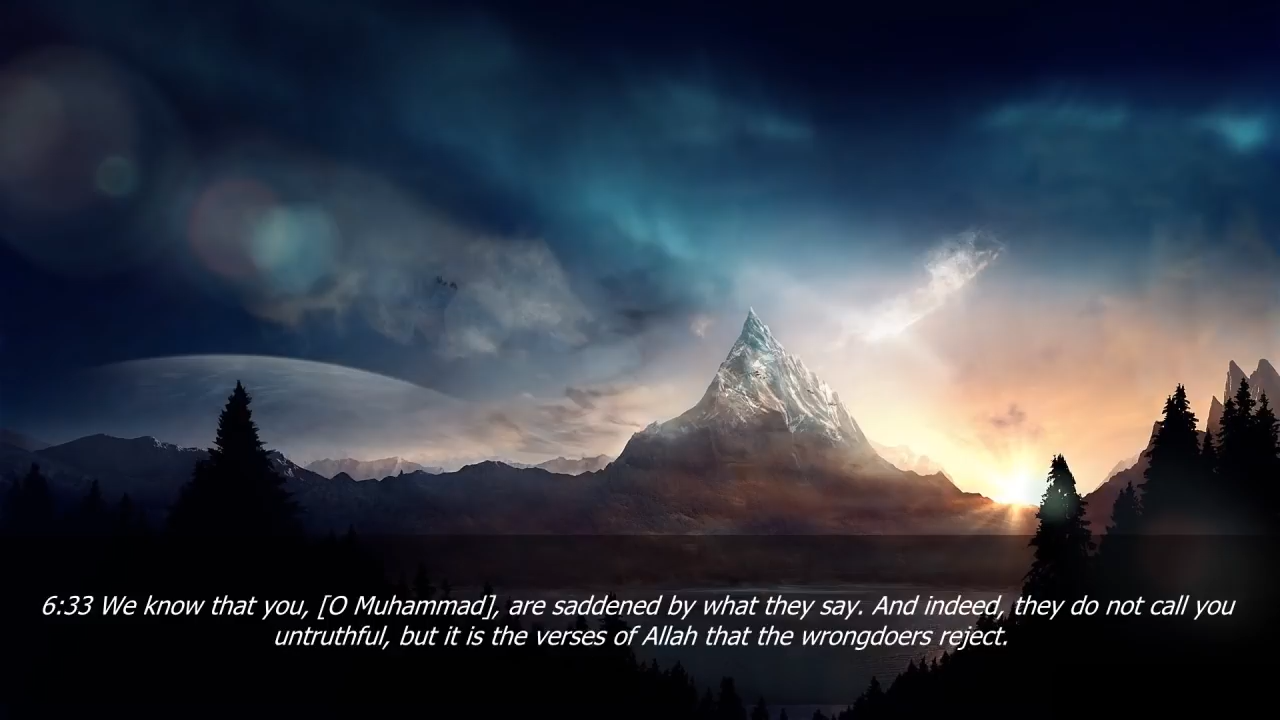 6:33 We know that you, [O Muhammad], are saddened by what they say. And indeed, they do not call you
untruthful, but it is the verses of Allah that the wrongdoers reject.